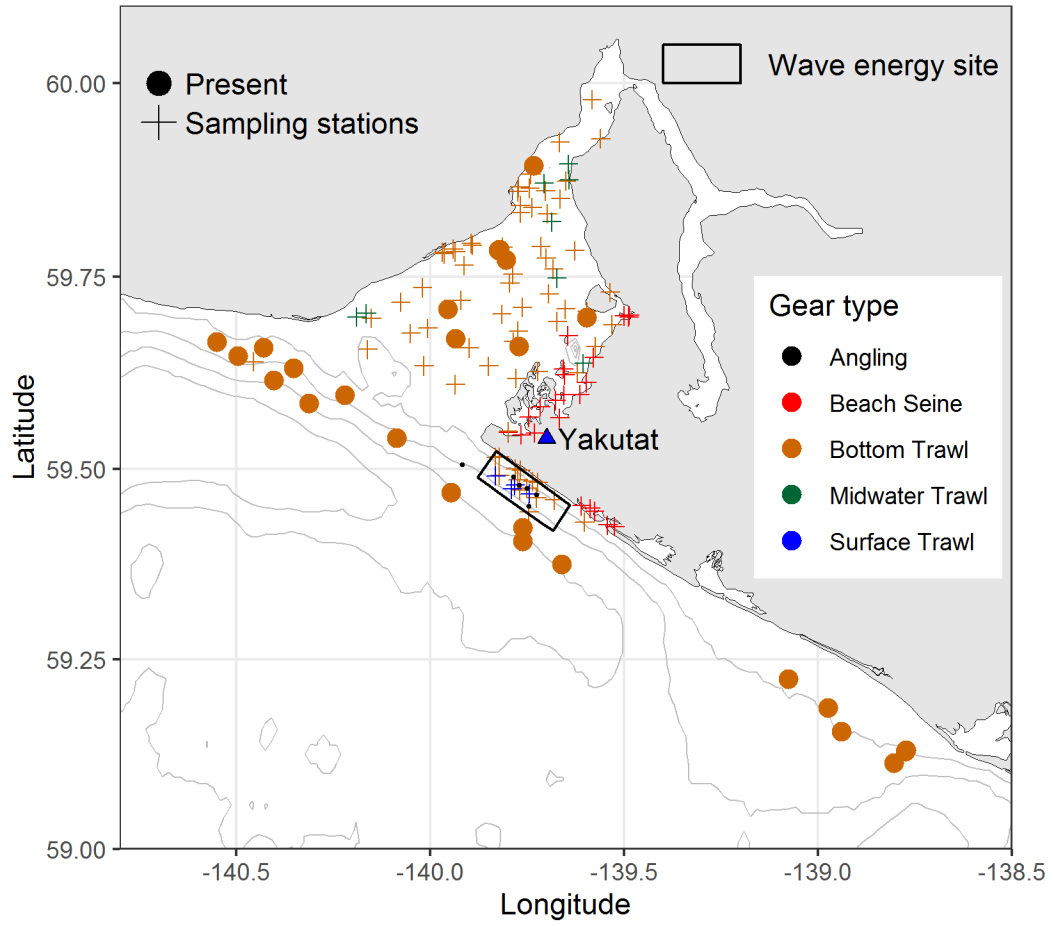 Present
Sampling stations
Wave energy site
Yakutat
Gear type
Angling
Beach Seine
Bottom Trawl
Midwater Trawl
Surface Trawl
Latitude
60.00
59.75
59.50
59.25
59.00
-140.5
-140.0
-139.5
-139.0
-138.5
Longitude